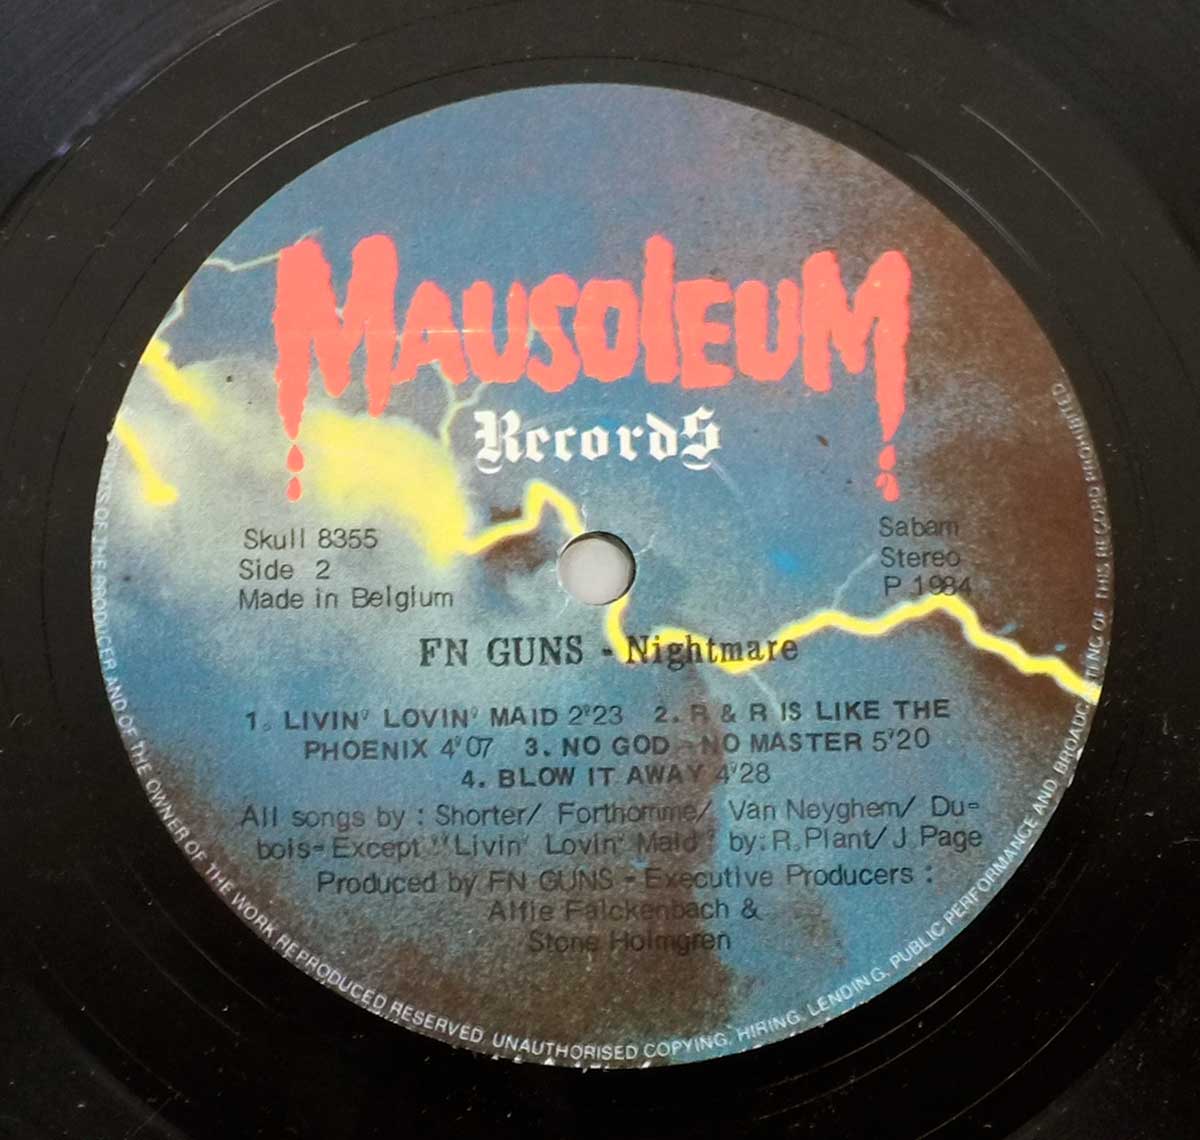 MAUSOLEUM
Records
Skull 8355
Side 2
Made in Belgium
Sabam
Stereo
P 1984
FN GUNS - Nightmare
1. LIVIN' LOVIN' MAID 2'23 2. R & R IS LIKE THE
PHOENIX 4'07 3. NO GOD - NO MASTER 5'20
4. BLOW IT AWAY 4'28
All songs by : Shorter/ Forthomme/ Van Neyghem/ Du-
bois-Except "Livin' Lovin' Maid" by: R. Plant/ J. Page
Produced by FN GUNS - Executive Producers :
Alfie Falckenbach &
Stone Holmgren
OF THE PRODUCER AND OF THE OWNER OF THE WORK REPRODUCED RESERVED. UNAUTHORISED COPYING, HIRING, LENDING, PUBLIC PERFORMANCE AND BROADCASTING OF THIS RECORD PROHIBITED